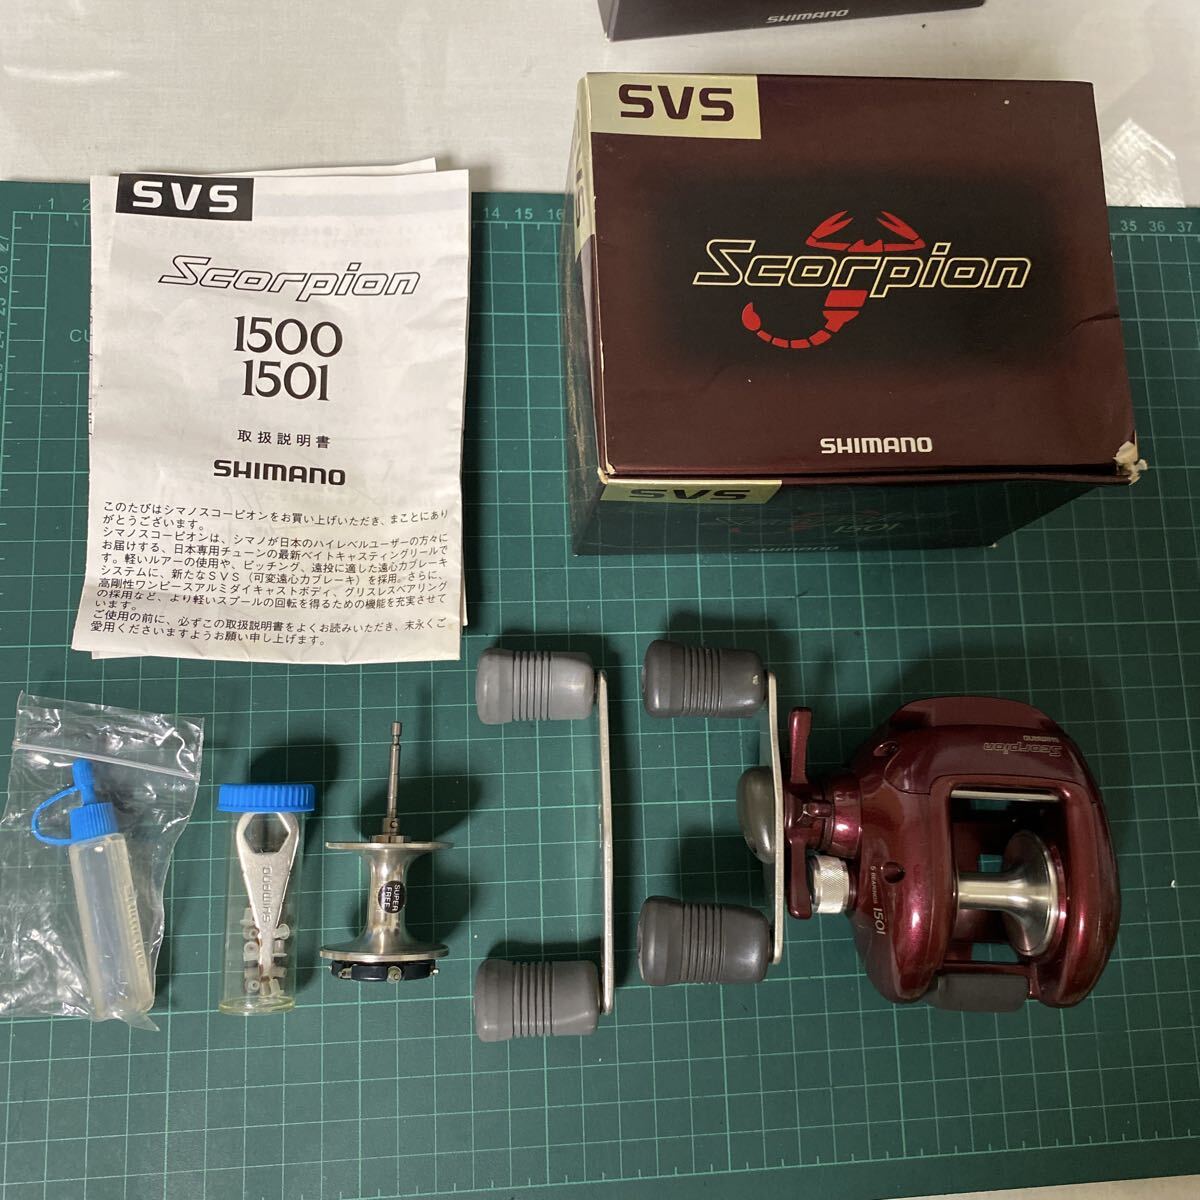 SHIMANO
SVS
Scorpion
SHIMANO
SVS
SVS
Scorpion
1500
1501
取扱説明書
SHIMANO
このたびはシマノスコーピオンをお買い上げいただき、まことにあり
がとうございます。
シマノスコーピオンは、シマノが日本のハイレベルユーザーの方々に
お届けする、日本専用チューンの最新ベイトキャスティングリールで
す。軽いルアーの使用や、ピッチング、遠投に適した遠心力ブレーキ
システムに、新たなSVS（可変遠心力ブレーキ）を採用。さらに、
高剛性ワンピースアルミダイキャストボディ、グリスレスベアリング
の採用など、より軽いスプールの回転を得るための機能を充実させて
います。
ご使用の前に、必ずこの取扱説明書をよくお読みいただき、末永くご
愛用くださいますようお願い申し上げます。
1 2 14 15 16 35 36 37
SHIMANO
SUPER
FREE
Scorpion
SHIMANO
5 BEARINGS 1501